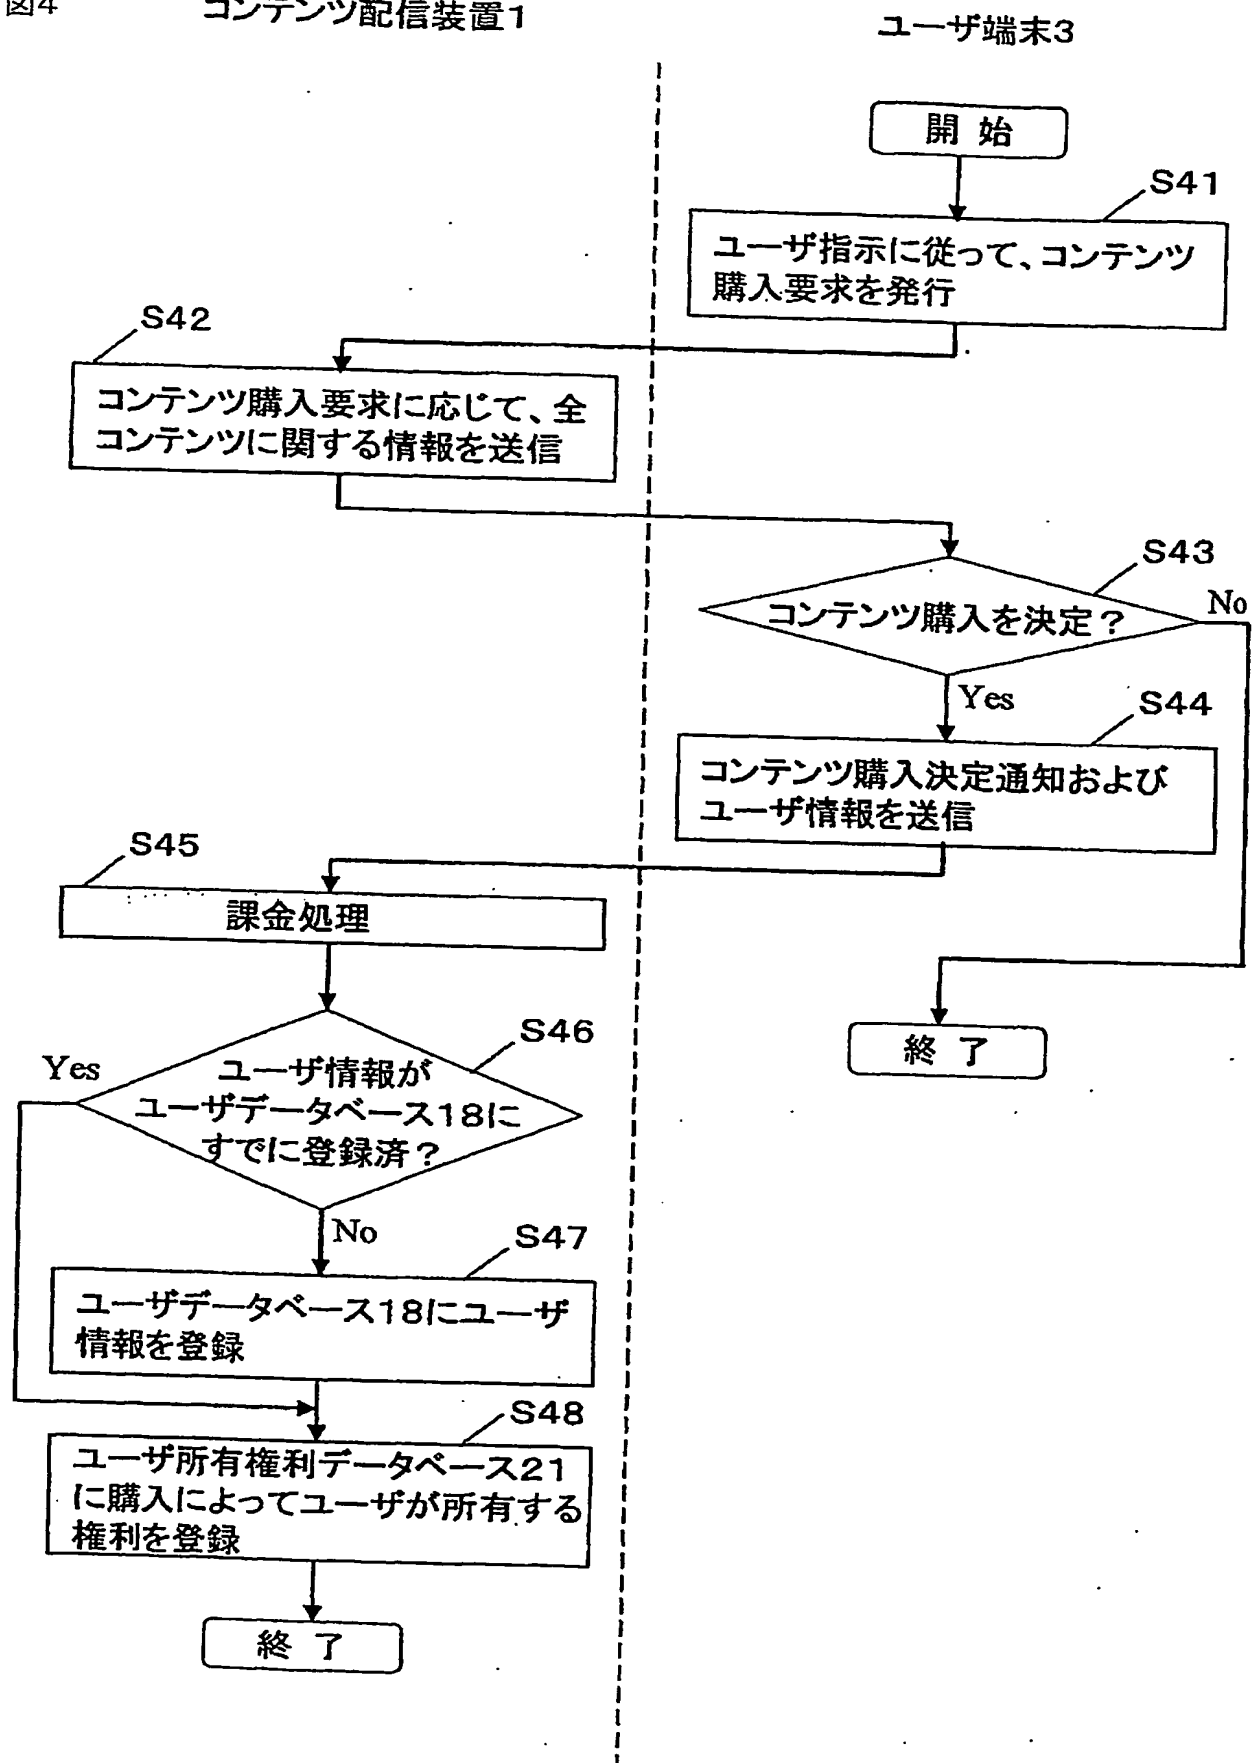 図4
コンテンツ配信装置1
ユーザ端末3
開 始
S41
ユーザ指示に従って、コンテンツ
購入要求を発行
S42
コンテンツ購入要求に応じて、全
コンテンツに関する情報を送信
S43
コンテンツ購入を決定？
No
Yes
S44
コンテンツ購入決定通知および
ユーザ情報を送信
S45
課金処理
終 了
S46
Yes
ユーザ情報が
ユーザデータベース18に
すでに登録済？
No
S47
ユーザデータベース18にユーザ
情報を登録
S48
ユーザ所有権利データベース21
に購入によってユーザが所有する
権利を登録
終 了